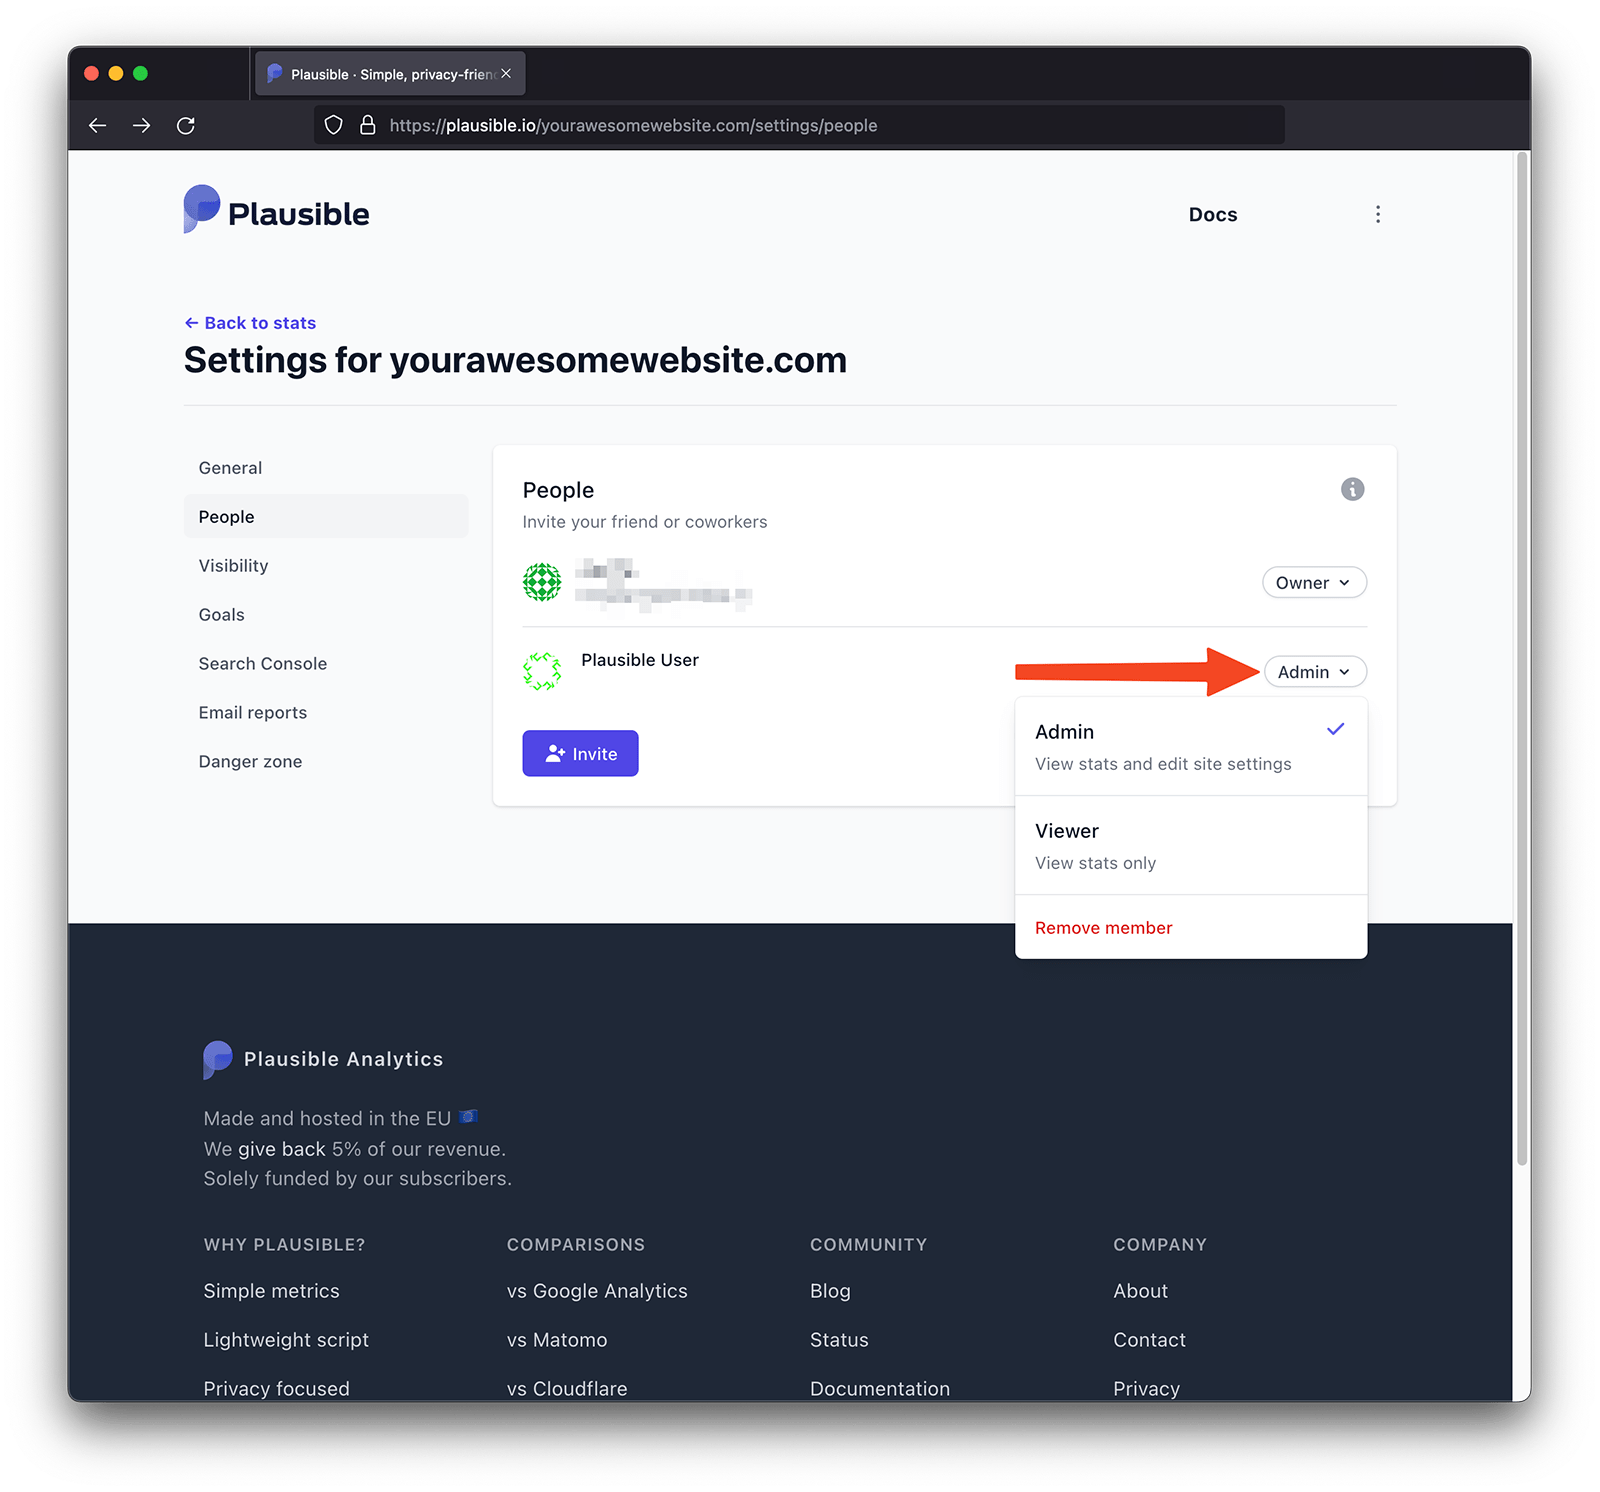 Plausible · Simple, privacy-frien
https://plausible.io/yourawesomewebsite.com/settings/people
Plausible
Docs
← Back to stats
Settings for yourawesomewebsite.com
General
People
Visibility
Goals
Search Console
Email reports
Danger zone
People
Invite your friend or coworkers
Owner
Plausible User
Admin
Invite
Admin
View stats and edit site settings
Viewer
View stats only
Remove member
Plausible Analytics
Made and hosted in the EU 🇪🇺
We give back 5% of our revenue.
Solely funded by our subscribers.
WHY PLAUSIBLE?
Simple metrics
Lightweight script
Privacy focused
COMPARISONS
vs Google Analytics
vs Matomo
vs Cloudflare
COMMUNITY
Blog
Status
Documentation
COMPANY
About
Contact
Privacy